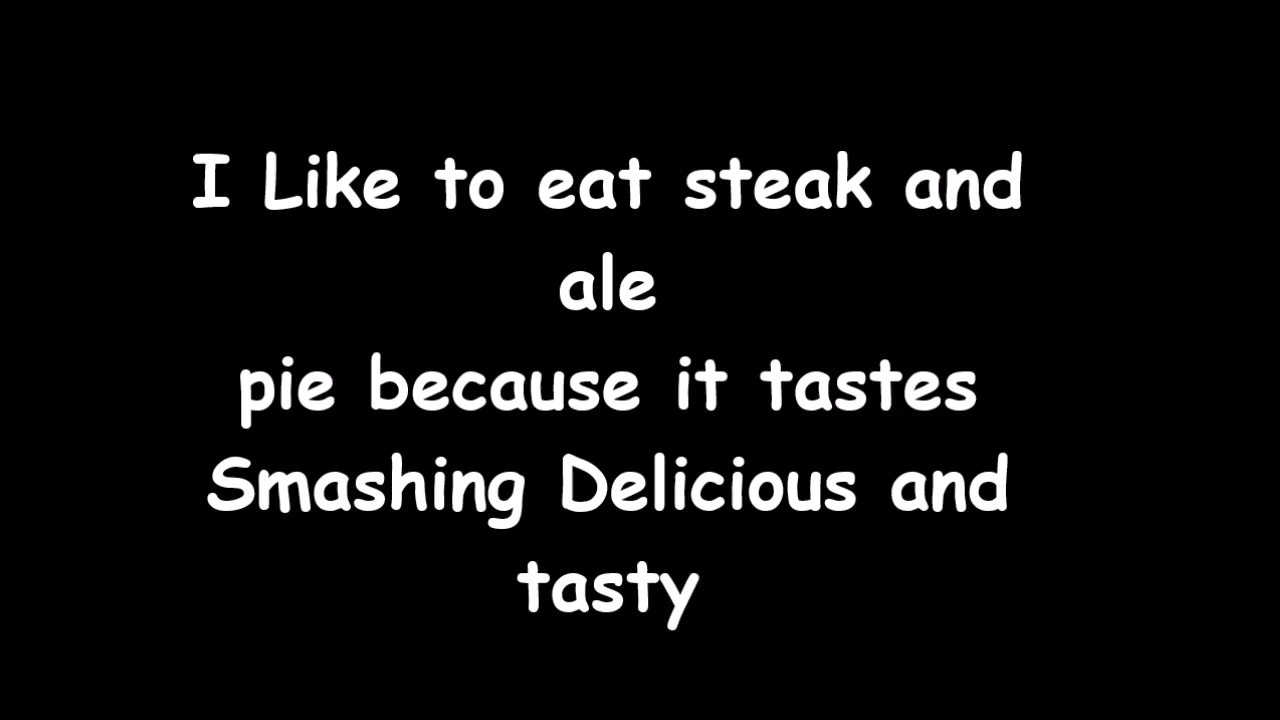 I Like to eat steak and
ale
pie because it tastes
Smashing Delicious and
tasty